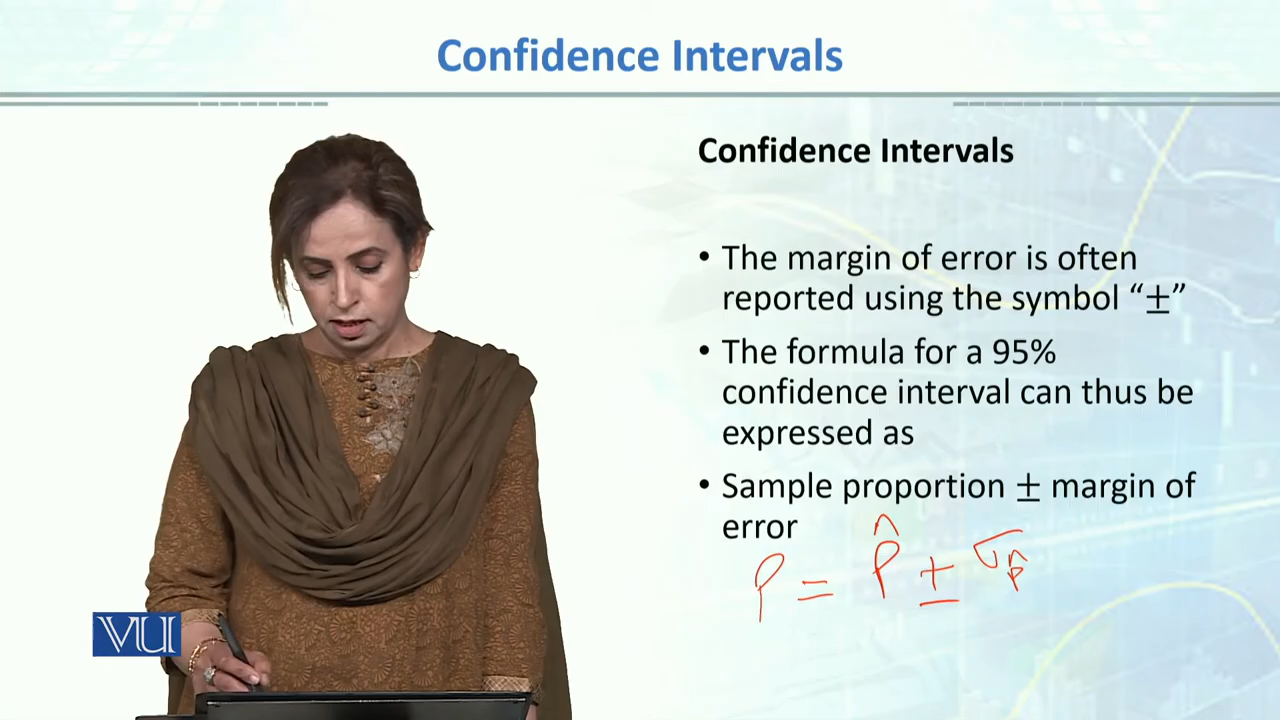 Confidence Intervals
Confidence Intervals
• The margin of error is often
reported using the symbol “±”
• The formula for a 95%
confidence interval can thus be
expressed as
• Sample proportion ± margin of
error
P = P̂ ± σP̂
VU